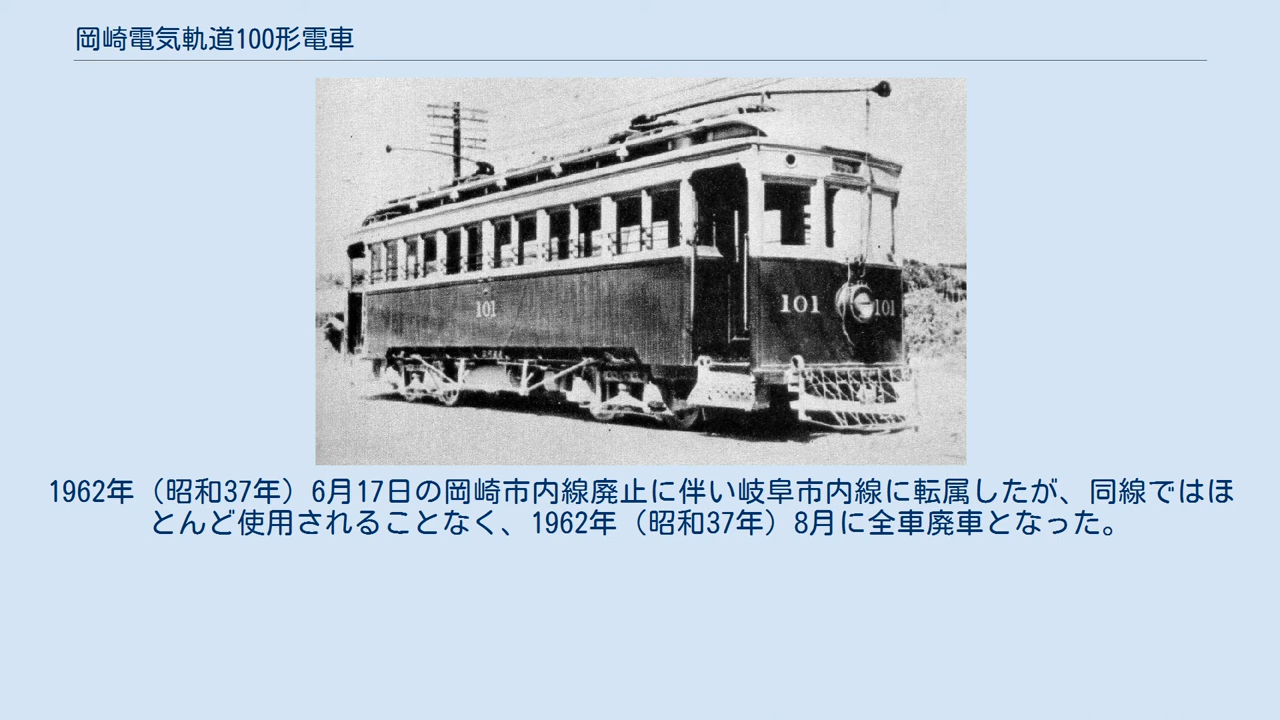 岡崎電気軌道100形電車
101
101
101
1962年（昭和37年）6月17日の岡崎市内線廃止に伴い岐阜市内線に転属したが、同線ではほ
とんど使用されることなく、1962年（昭和37年）8月に全車廃車となった。